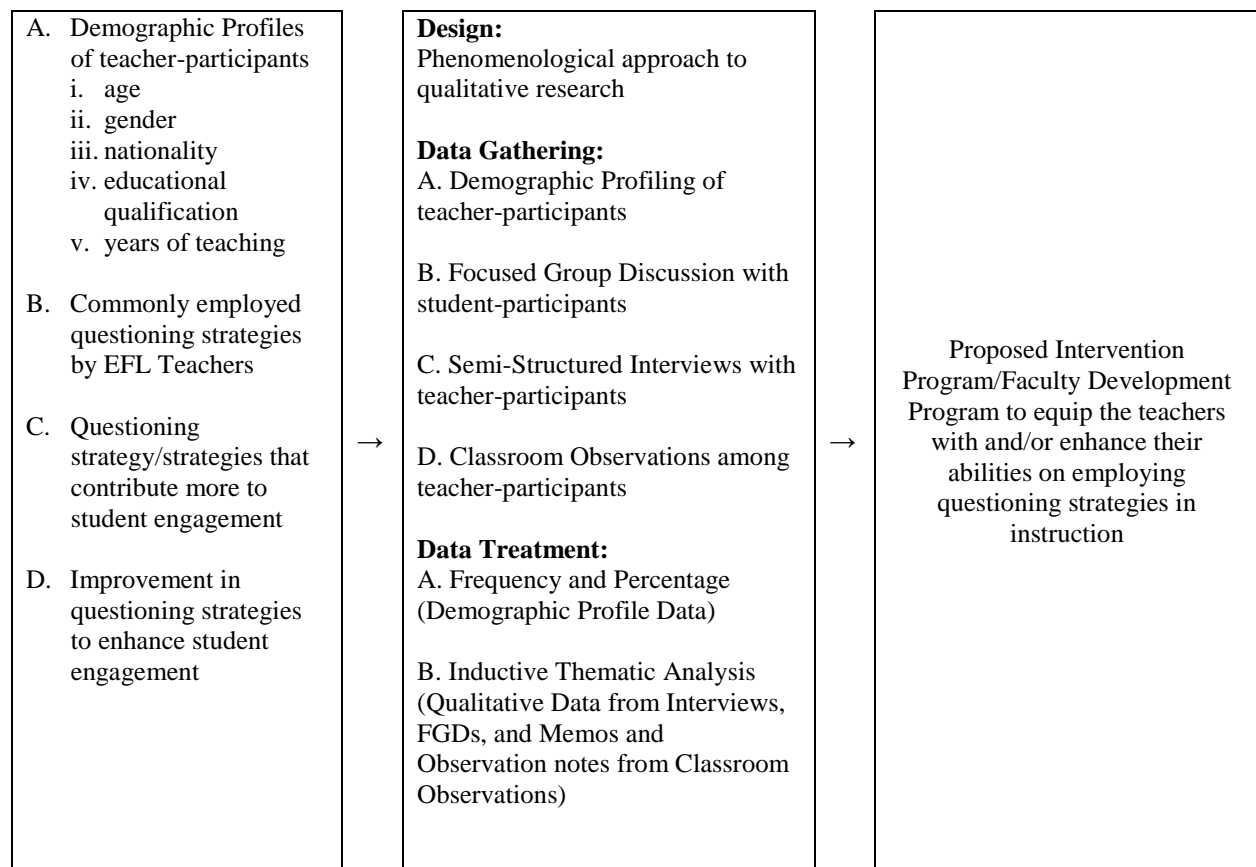 A. Demographic Profiles
of teacher-participants
i. age
ii. gender
iii. nationality
iv. educational
qualification
v. years of teaching
B. Commonly employed
questioning strategies
by EFL Teachers
C. Questioning
strategy/strategies that
contribute more to
student engagement
D. Improvement in
questioning strategies
to enhance student
engagement
→
Design:
Phenomenological approach to
qualitative research
Data Gathering:
A. Demographic Profiling of
teacher-participants
B. Focused Group Discussion with
student-participants
C. Semi-Structured Interviews with
teacher-participants
D. Classroom Observations among
teacher-participants
Data Treatment:
A. Frequency and Percentage
(Demographic Profile Data)
B. Inductive Thematic Analysis
(Qualitative Data from Interviews,
FGDs, and Memos and
Observation notes from Classroom
Observations)
→
Proposed Intervention
Program/Faculty Development
Program to equip the teachers
with and/or enhance their
abilities on employing
questioning strategies in
instruction